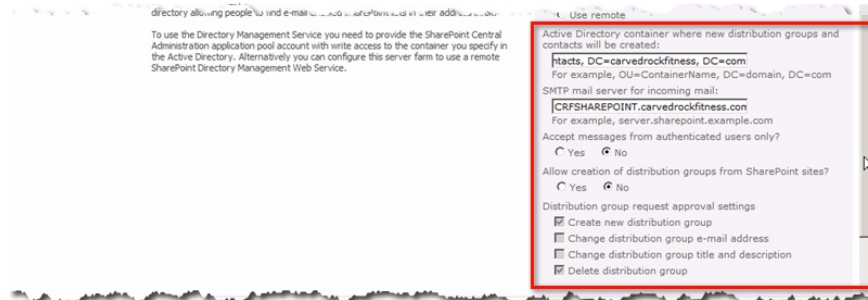 directory allowing people to find e-mail
in their address
To use the Directory Management Service you need to provide the SharePoint Central
Administration application pool account with write access to the container you specify in
the Active Directory. Alternatively you can configure this server farm to use a remote
SharePoint Directory Management Web Service.
Use remote
Active Directory container where new distribution groups and
contacts will be created:
ntacts, DC=carvedrockfitness, DC=com
For example, OU=ContainerName, DC=domain, DC=com
SMTP mail server for incoming mail:
CRFSHAREPOINT.carvedrockfitness.com
For example, server.sharepoint.example.com
Accept messages from authenticated users only?
Yes No
Allow creation of distribution groups from SharePoint sites?
Yes No
Distribution group request approval settings
Create new distribution group
Change distribution group e-mail address
Change distribution group title and description
Delete distribution group